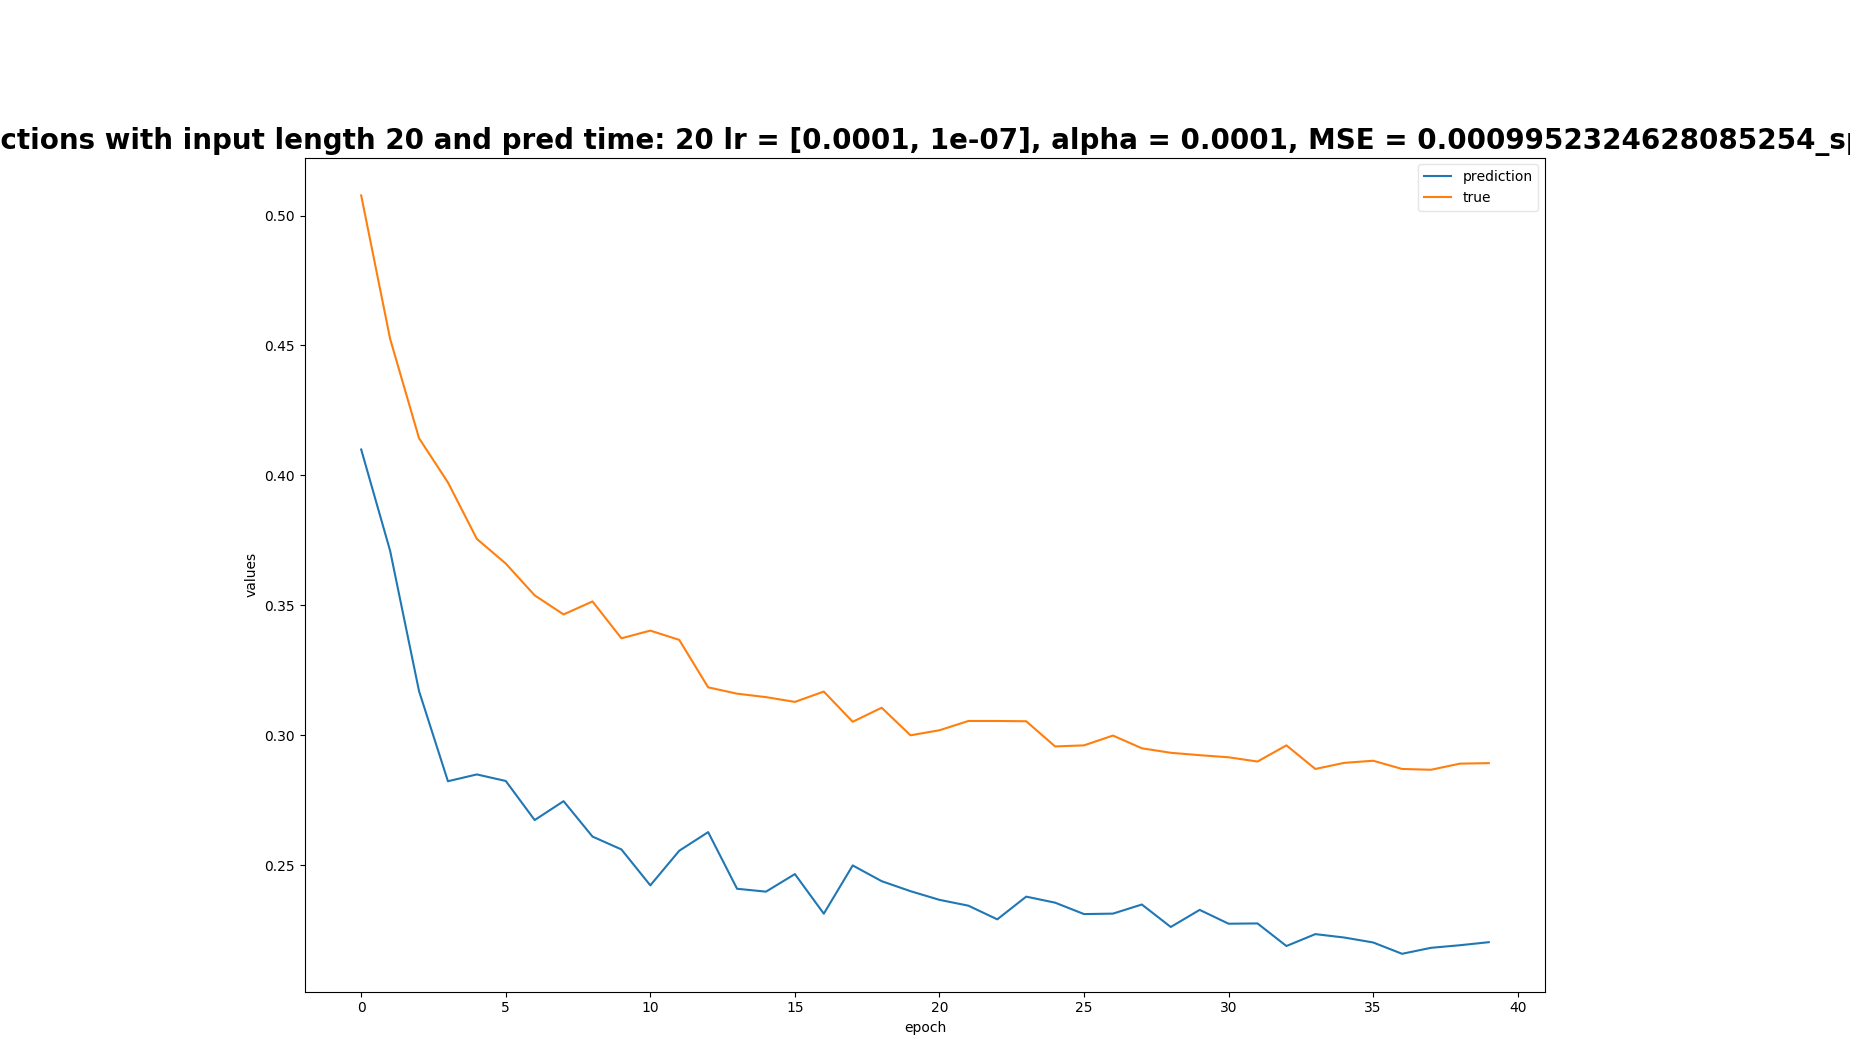 ctions with input length 20 and pred time: 20 lr = [0.0001, 1e-07], alpha = 0.0001, MSE = 0.0009952324628085254_sp
prediction
true
0.50
0.45
0.40
0.35
0.30
0.25
values
0 5 10 15 20 25 30 35 40
epoch